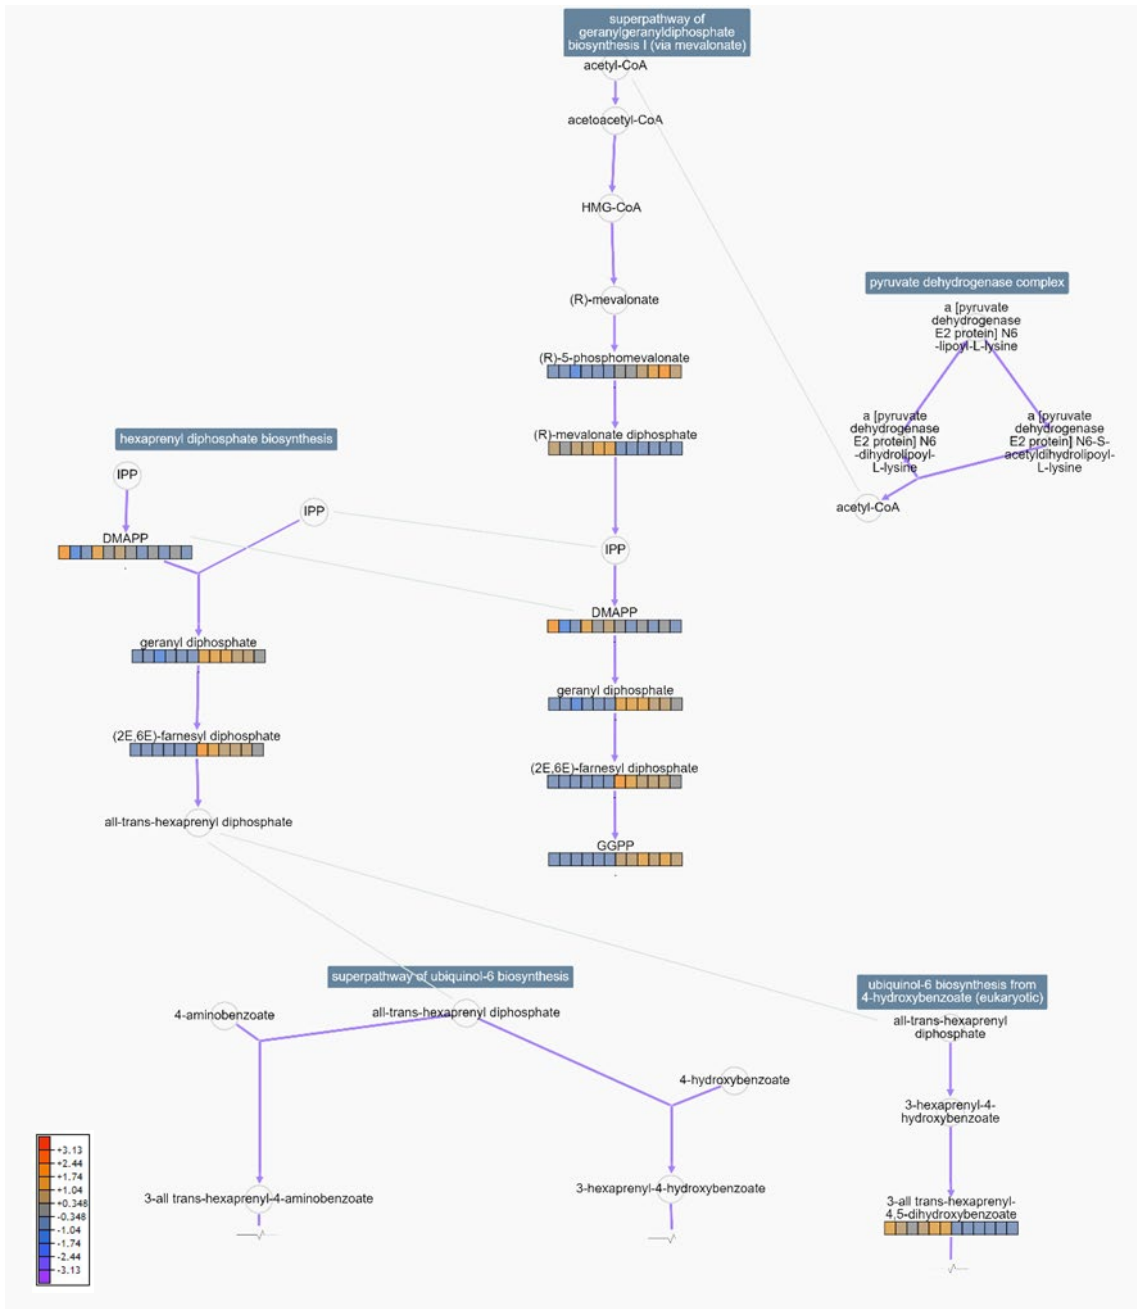 superpathway of
geranylgeranyldiphosphate
biosynthesis I (via mevalonate)
acetyl-CoA
acetoacetyl-CoA
HMG-CoA
(R)-mevalonate
(R)-5-phosphomevalonate
(R)-mevalonate diphosphate
IPP
DMAPP
geranyl diphosphate
(2E,6E)-farnesyl diphosphate
GGPP
pyruvate dehydrogenase complex
a [pyruvate
dehydrogenase
E2 protein] N6
-lipoyl-L-lysine
a [pyruvate
dehydrogenase
E2 protein] N6
-dihydrolipoyl-
L-lysine
a [pyruvate
dehydrogenase
E2 protein] N6-S-
acetyldihydrolipoyl-
L-lysine
acetyl-CoA
hexaprenyl diphosphate biosynthesis
IPP
IPP
DMAPP
geranyl diphosphate
(2E,6E)-farnesyl diphosphate
all-trans-hexaprenyl diphosphate
superpathway of ubiquinol-6 biosynthesis
4-aminobenzoate
all-trans-hexaprenyl diphosphate
4-hydroxybenzoate
3-all trans-hexaprenyl-4-aminobenzoate
3-hexaprenyl-4-hydroxybenzoate
ubiquinol-6 biosynthesis from
4-hydroxybenzoate (eukaryotic)
all-trans-hexaprenyl
diphosphate
3-hexaprenyl-4-
hydroxybenzoate
3-all trans-hexaprenyl-
4,5-dihydroxybenzoate
+3.13
+2.44
+1.74
+1.04
+0.348
-0.348
-1.04
-1.74
-2.44
-3.13